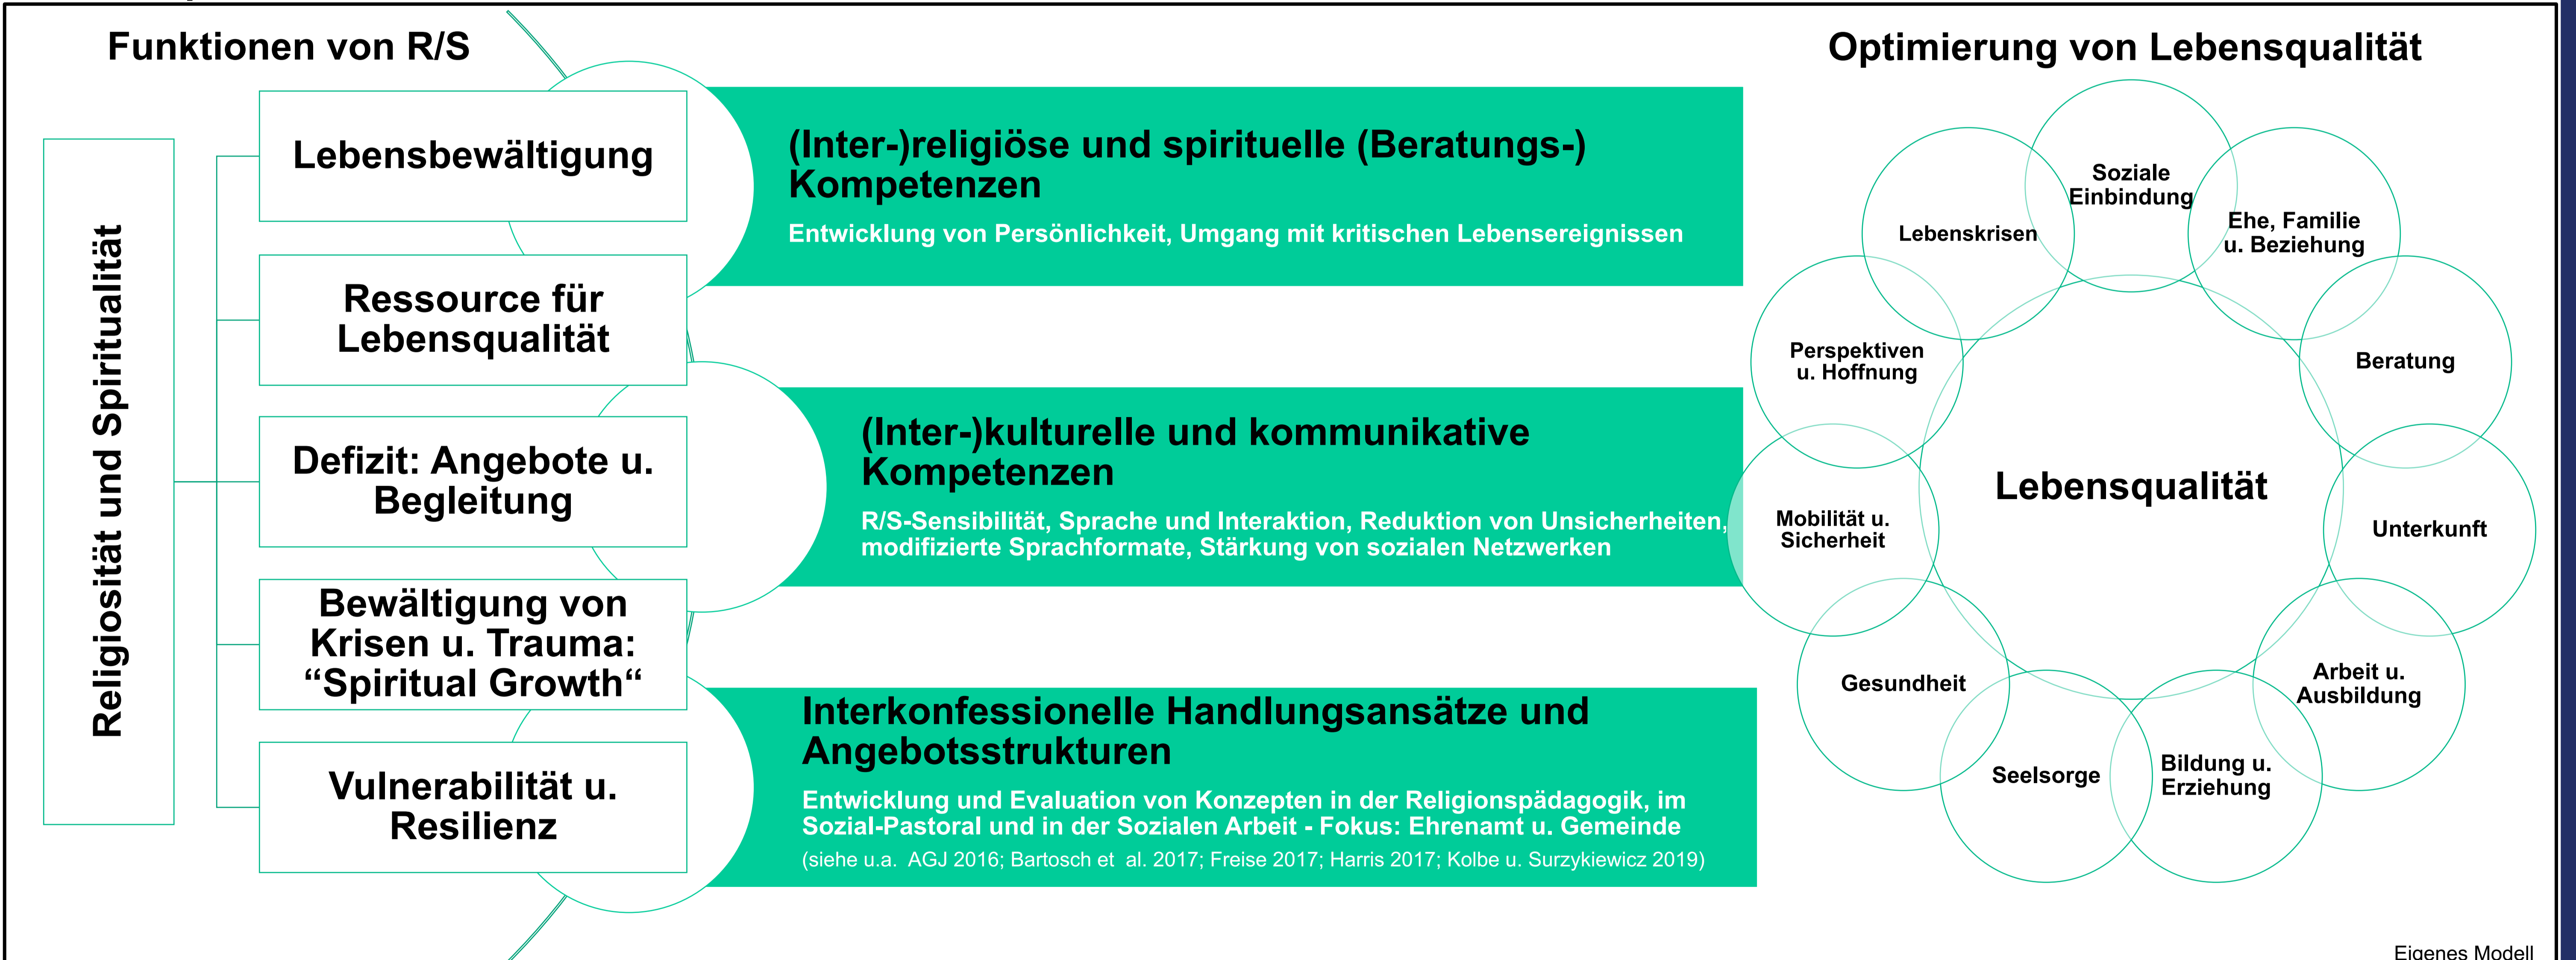 Funktionen von R/S
Religiosität und Spiritualität
Lebensbewältigung
Ressource für
Lebensqualität
Defizit: Angebote u.
Begleitung
Bewältigung von
Krisen u. Trauma:
“Spiritual Growth“
Vulnerabilität u.
Resilienz
(Inter-)religiöse und spirituelle (Beratungs-)
Kompetenzen
Entwicklung von Persönlichkeit, Umgang mit kritischen Lebensereignissen
(Inter-)kulturelle und kommunikative
Kompetenzen
R/S-Sensibilität, Sprache und Interaktion, Reduktion von Unsicherheiten,
modifizierte Sprachformate, Stärkung von sozialen Netzwerken
Interkonfessionelle Handlungsansätze und
Angebotsstrukturen
Entwicklung und Evaluation von Konzepten in der Religionspädagogik, im
Sozial-Pastoral und in der Sozialen Arbeit - Fokus: Ehrenamt u. Gemeinde
(siehe u.a. AGJ 2016; Bartosch et al. 2017; Freise 2017; Harris 2017; Kolbe u. Surzykiewicz 2019)
Optimierung von Lebensqualität
Lebensqualität
Soziale
Einbindung
Ehe, Familie
u. Beziehung
Beratung
Unterkunft
Arbeit u.
Ausbildung
Bildung u.
Erziehung
Seelsorge
Gesundheit
Mobilität u.
Sicherheit
Perspektiven
u. Hoffnung
Lebenskrisen
Eigenes Modell